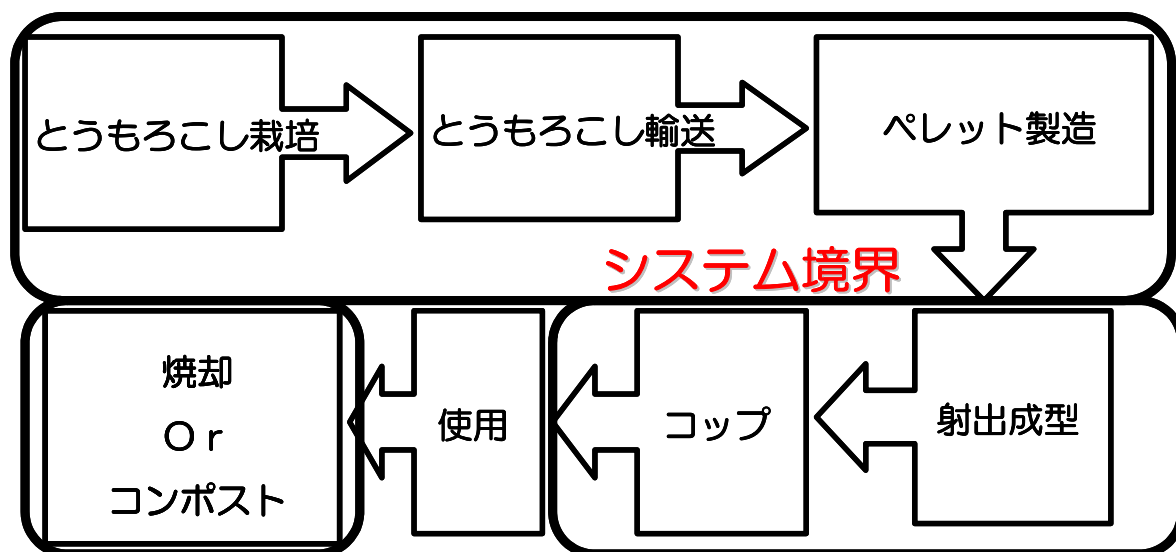 とうもろこし栽培
とうもろこし輸送
ペレット製造
システム境界
射出成型
コップ
使用
焼却
Ｏｒ
コンポスト